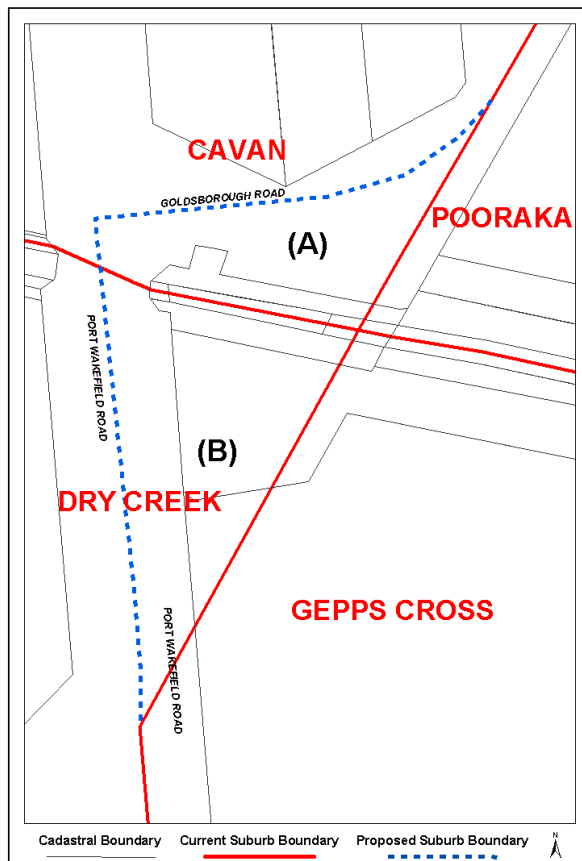 CAVAN
GOLDSBOROUGH ROAD
POORAKA
(A)
PORT WAKEFIELD ROAD
(B)
DRY CREEK
GEPPS CROSS
PORT WAKEFIELD ROAD
Cadastral Boundary Current Suburb Boundary Proposed Suburb Boundary N